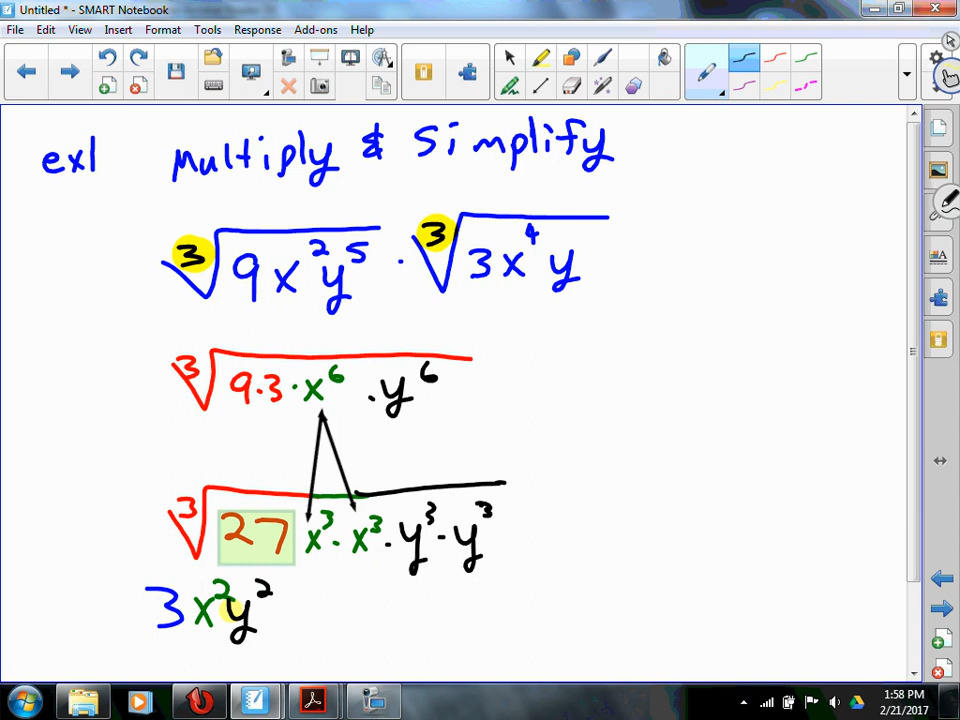 Untitled * - SMART Notebook
File Edit View Insert Format Tools Response Add-ons Help
ex1 Multiply & Simplify
∛(9x²y⁵) · ∛(3x⁴y)
∛(9·3·x⁶ ·y⁶)
∛(27 x³·x³·y³·y³)
3x²y²
1:58 PM
2/21/2017